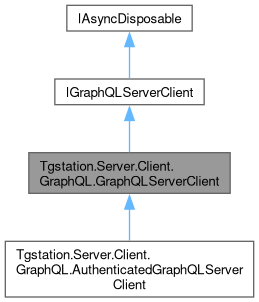 IAsyncDisposable
IGraphQLServerClient
Tgstation.Server.Client.
GraphQL.GraphQLServerClient
Tgstation.Server.Client.
GraphQL.AuthenticatedGraphQLServer
Client